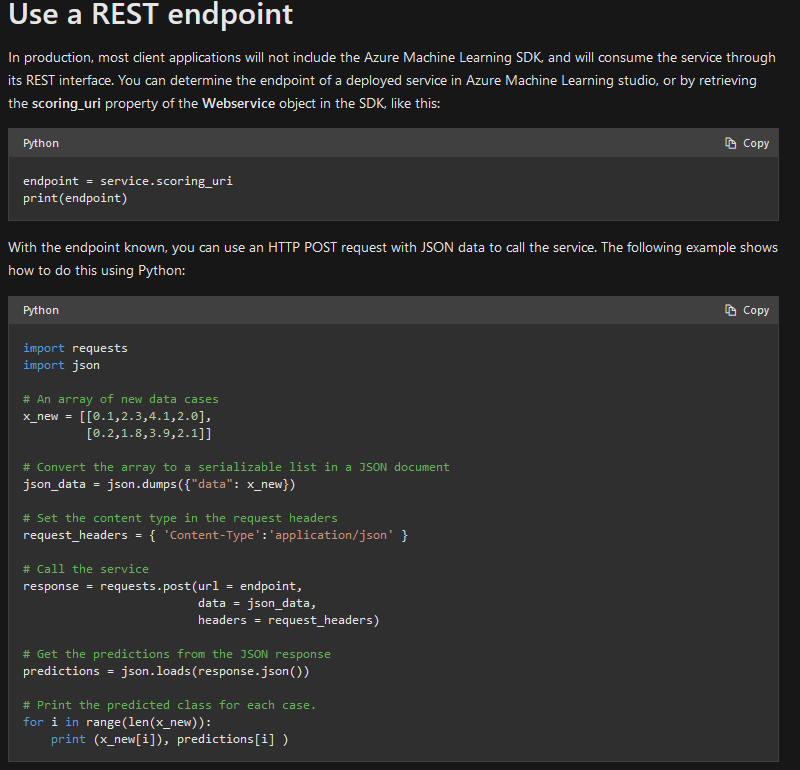 Use a REST endpoint
In production, most client applications will not include the Azure Machine Learning SDK, and will consume the service through
its REST interface. You can determine the endpoint of a deployed service in Azure Machine Learning studio, or by retrieving
the scoring_uri property of the Webservice object in the SDK, like this:
Python
Copy
endpoint = service.scoring_uri
print(endpoint)
With the endpoint known, you can use an HTTP POST request with JSON data to call the service. The following example shows
how to do this using Python:
Python
Copy
import requests
import json
# An array of new data cases
x_new = [[0.1,2.3,4.1,2.0],
         [0.2,1.8,3.9,2.1]]
# Convert the array to a serializable list in a JSON document
json_data = json.dumps({"data": x_new})
# Set the content type in the request headers
request_headers = { 'Content-Type':'application/json' }
# Call the service
response = requests.post(url = endpoint,
                         data = json_data,
                         headers = request_headers)
# Get the predictions from the JSON response
predictions = json.loads(response.json())
# Print the predicted class for each case.
for i in range(len(x_new)):
    print (x_new[i]), predictions[i] )